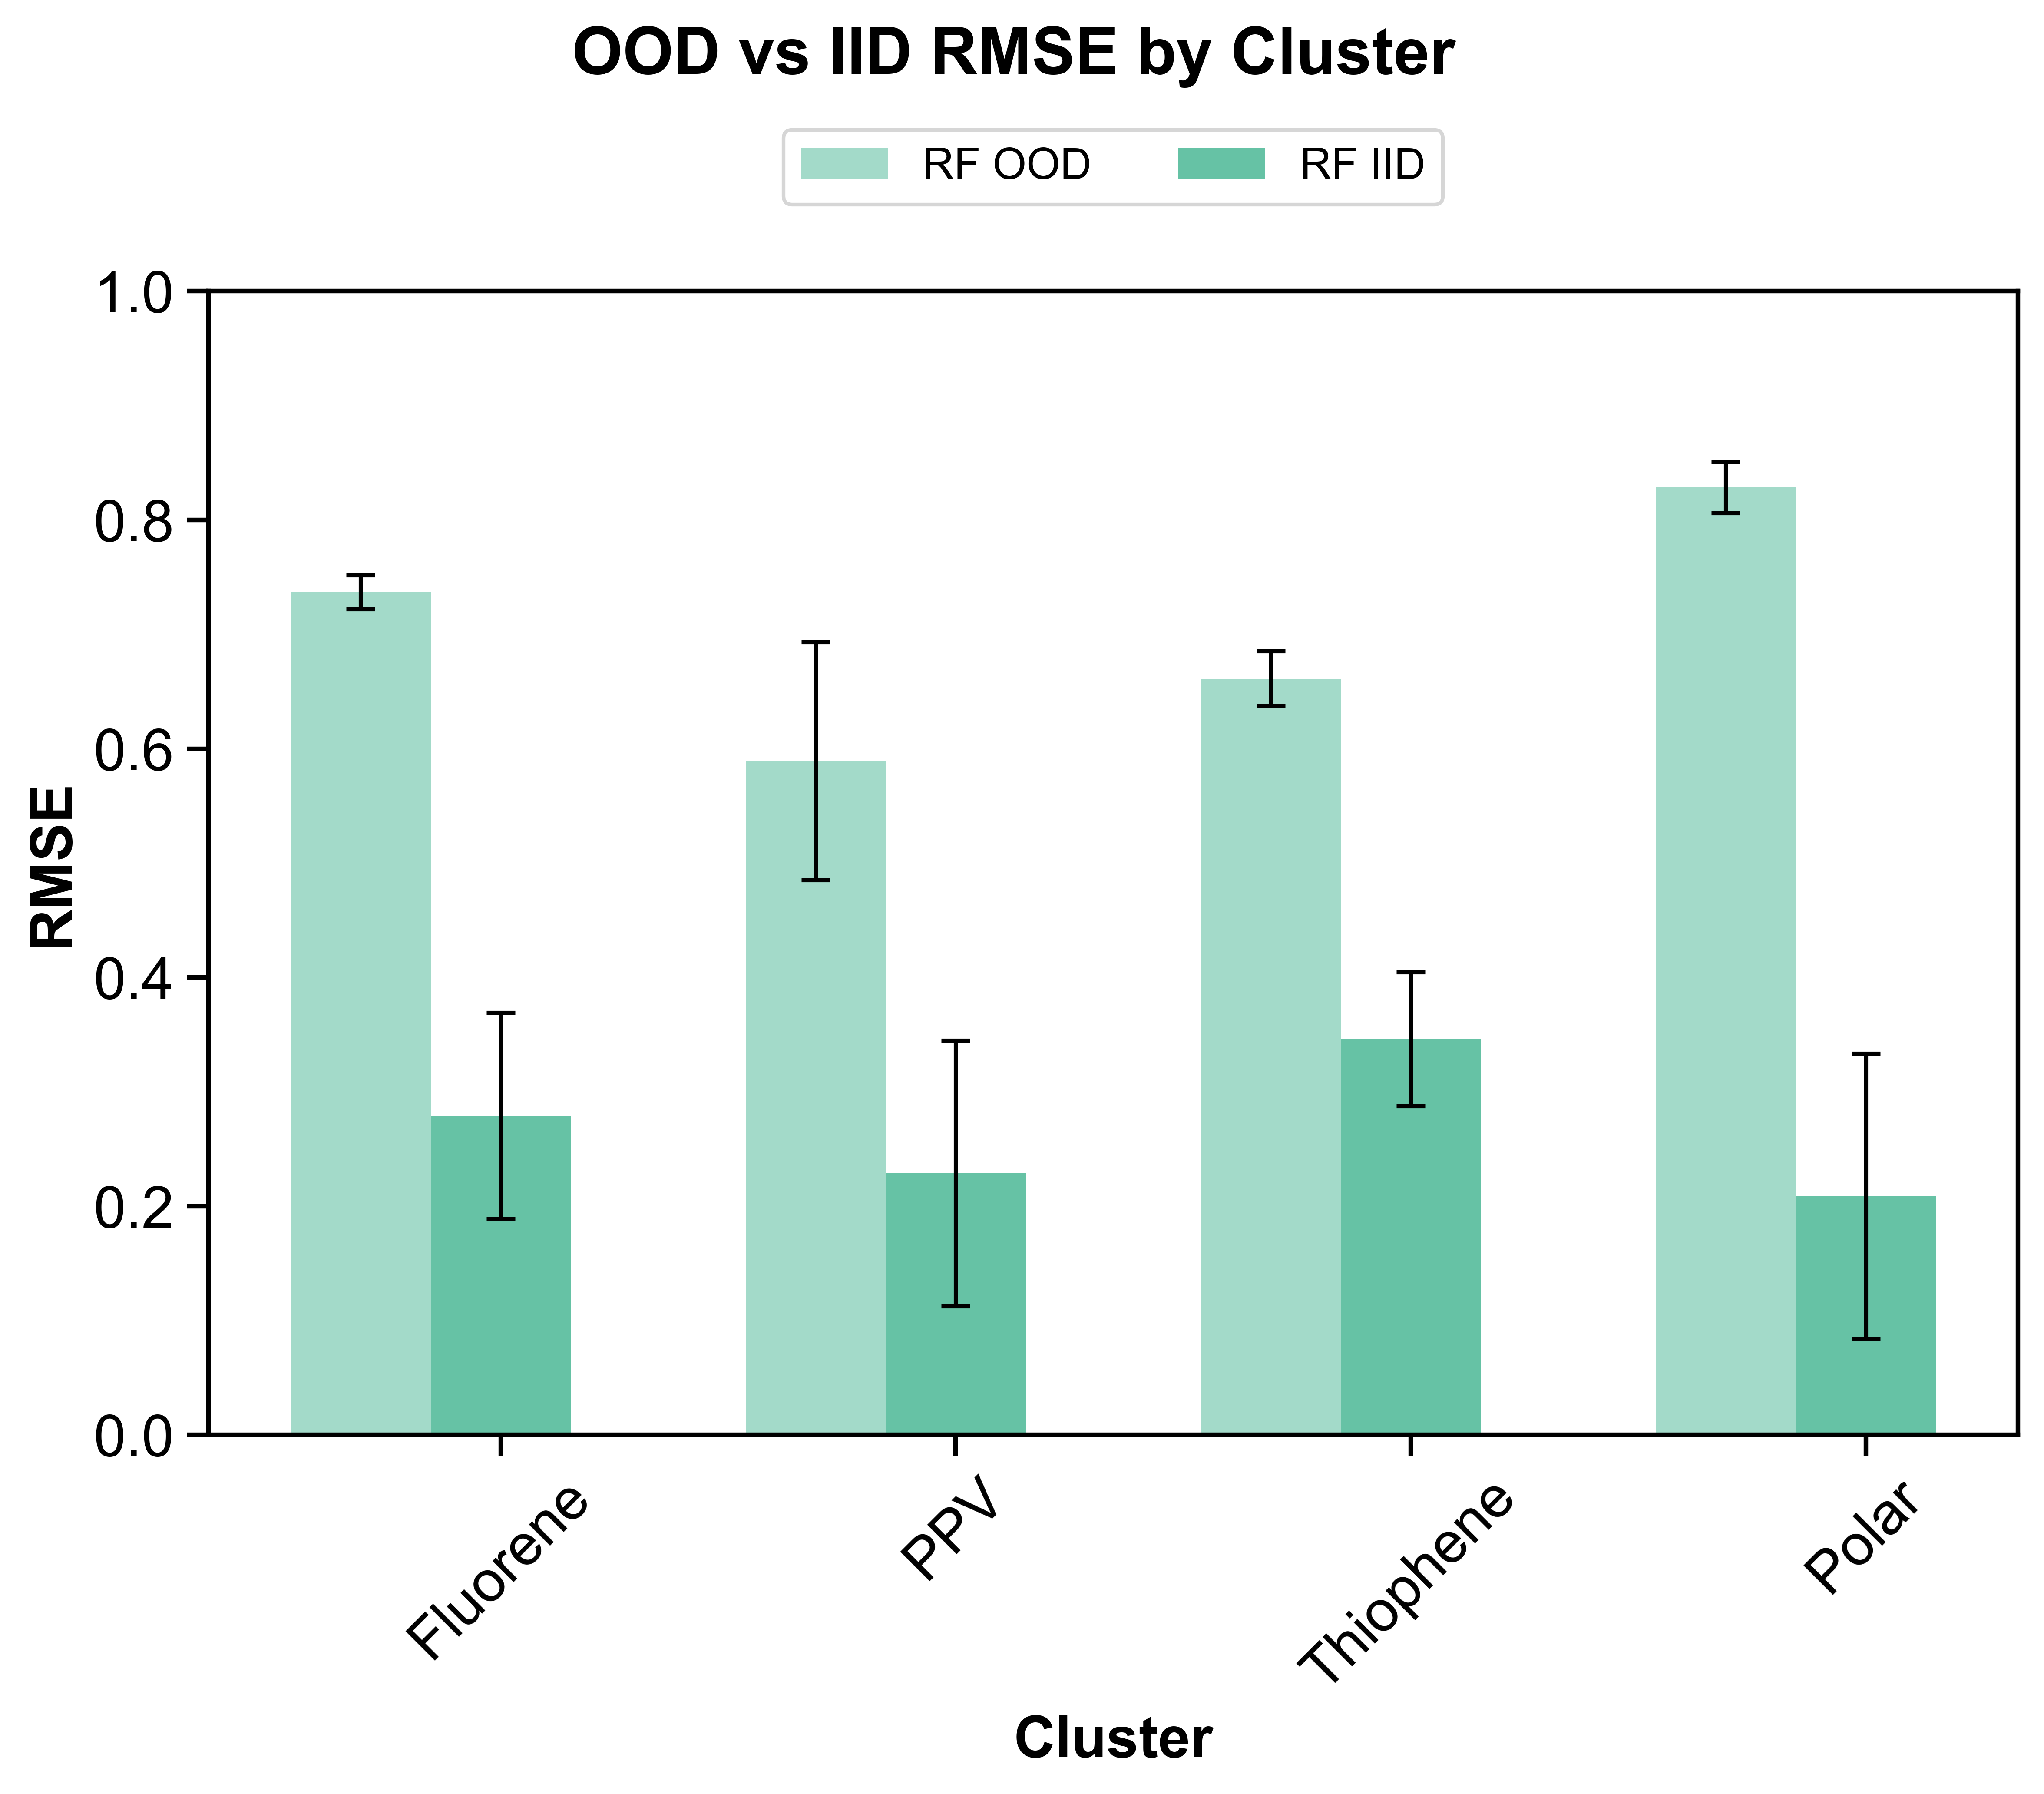 OOD vs IID RMSE by Cluster
RF OOD
RF IID
1.0
0.8
0.6
0.4
0.2
0.0
RMSE
Fluorene
PPV
Thiophene
Polar
Cluster